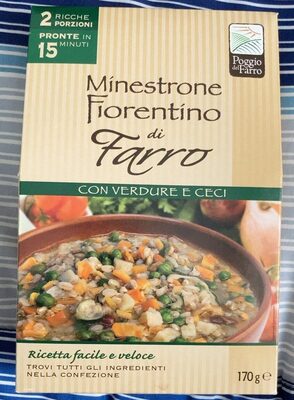 2 RICCHE PORZIONI
PRONTE IN
15 MINUTI
Poggio
del Farro
Minestrone
Fiorentino
di
Farro
CON VERDURE E CECI
Ricetta facile e veloce
TROVI TUTTI GLI INGREDIENTI
NELLA CONFEZIONE
170g e